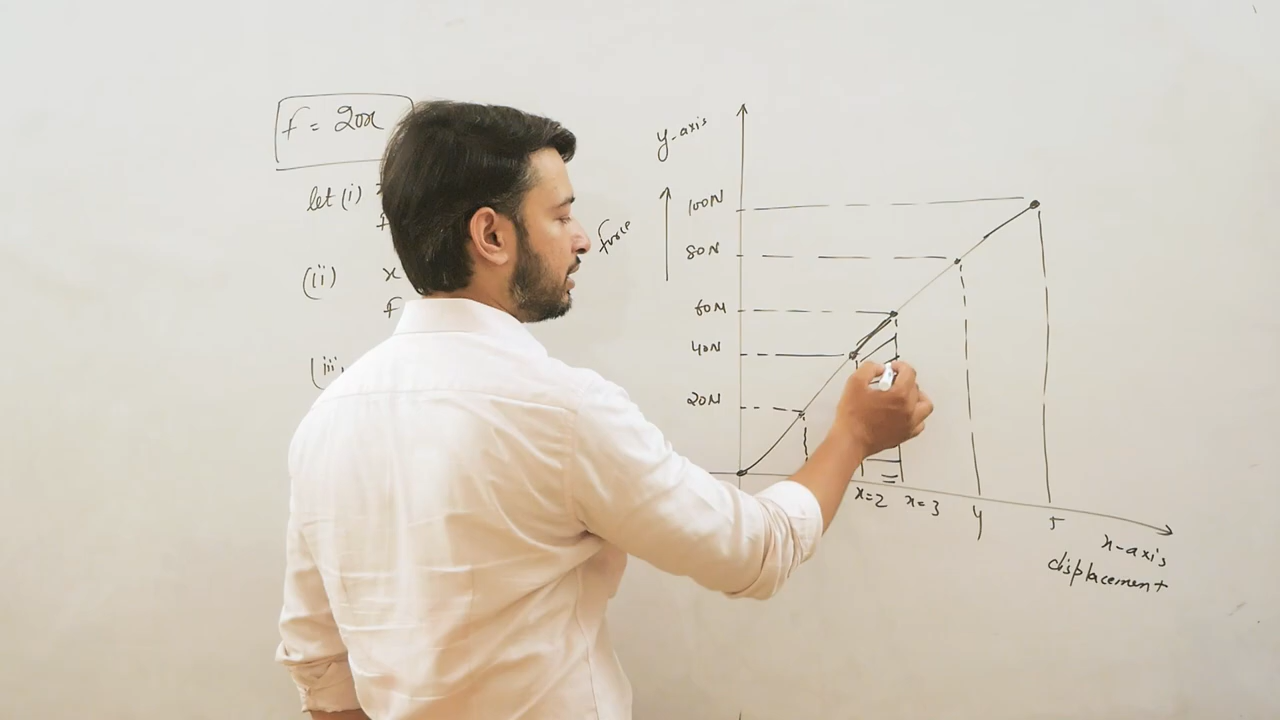 f = 20x
let (i)
f
(ii) x
f
(iii
y-axis
force
100N
80N
60N
40N
20N
x=2 x=3 4 5
x-axis
displacement